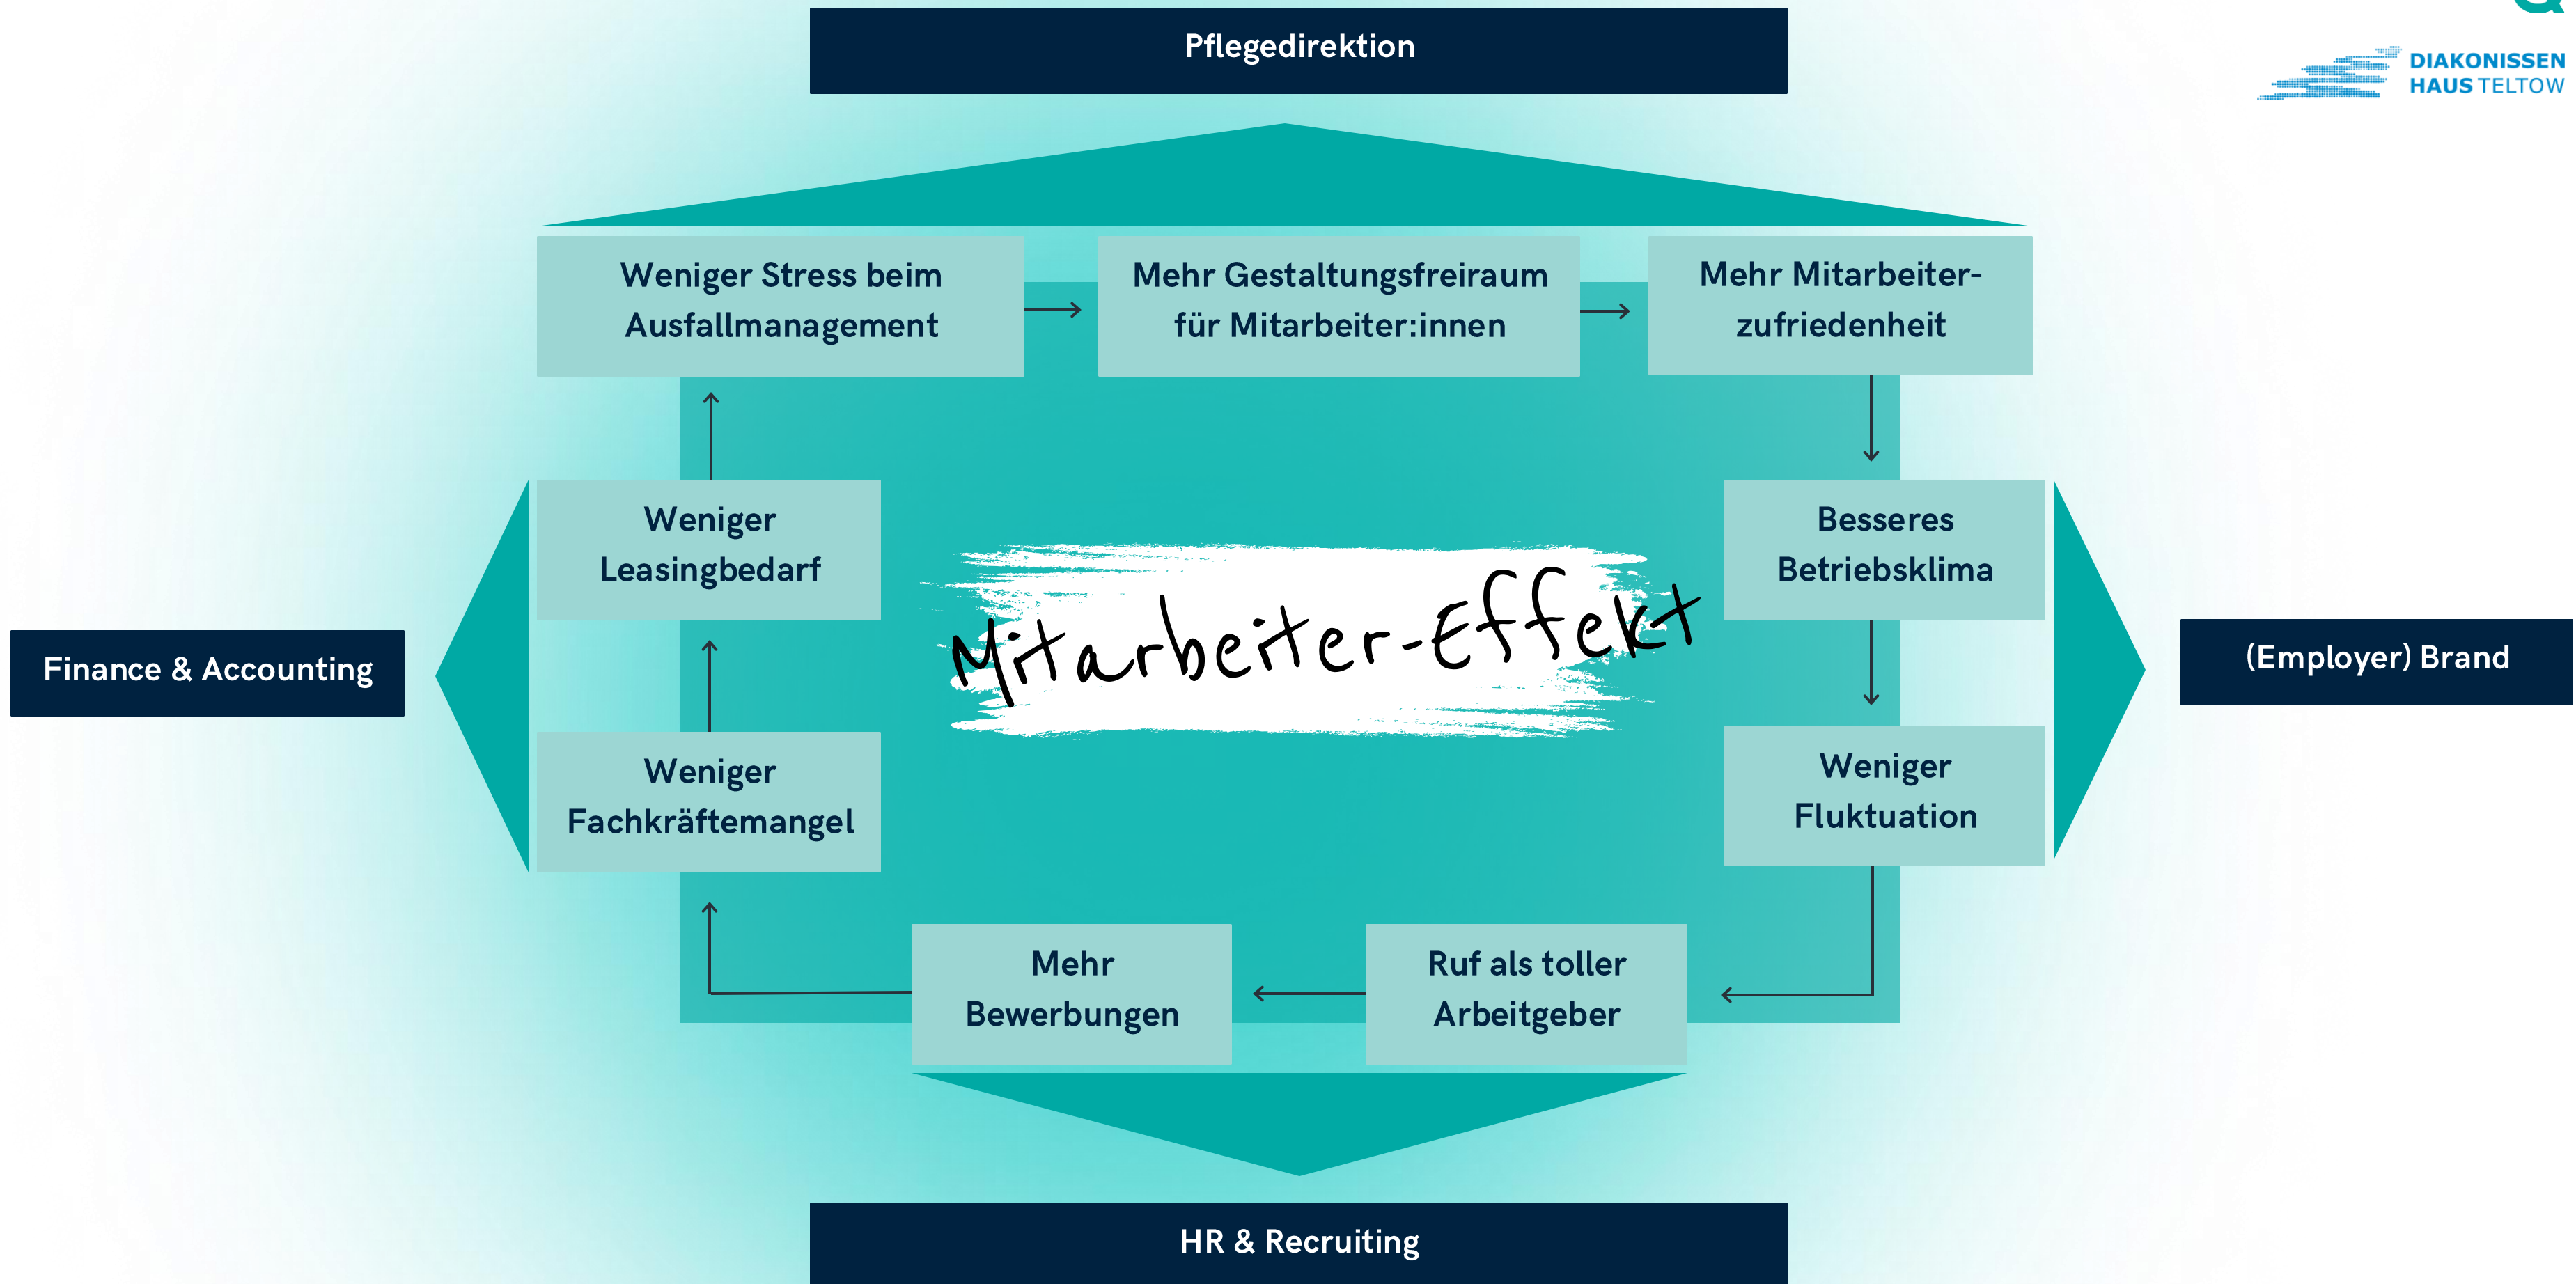 Pflegedirektion
DIAKONISSEN
HAUS TELTOW
Weniger Stress beim
Ausfallmanagement
Mehr Gestaltungsfreiraum
für Mitarbeiter:innen
Mehr Mitarbeiter-
zufriedenheit
Weniger
Leasingbedarf
Besseres
Betriebsklima
Mitarbeiter-Effekt
Finance & Accounting
(Employer) Brand
Weniger
Fachkräftemangel
Weniger
Fluktuation
Mehr
Bewerbungen
Ruf als toller
Arbeitgeber
HR & Recruiting